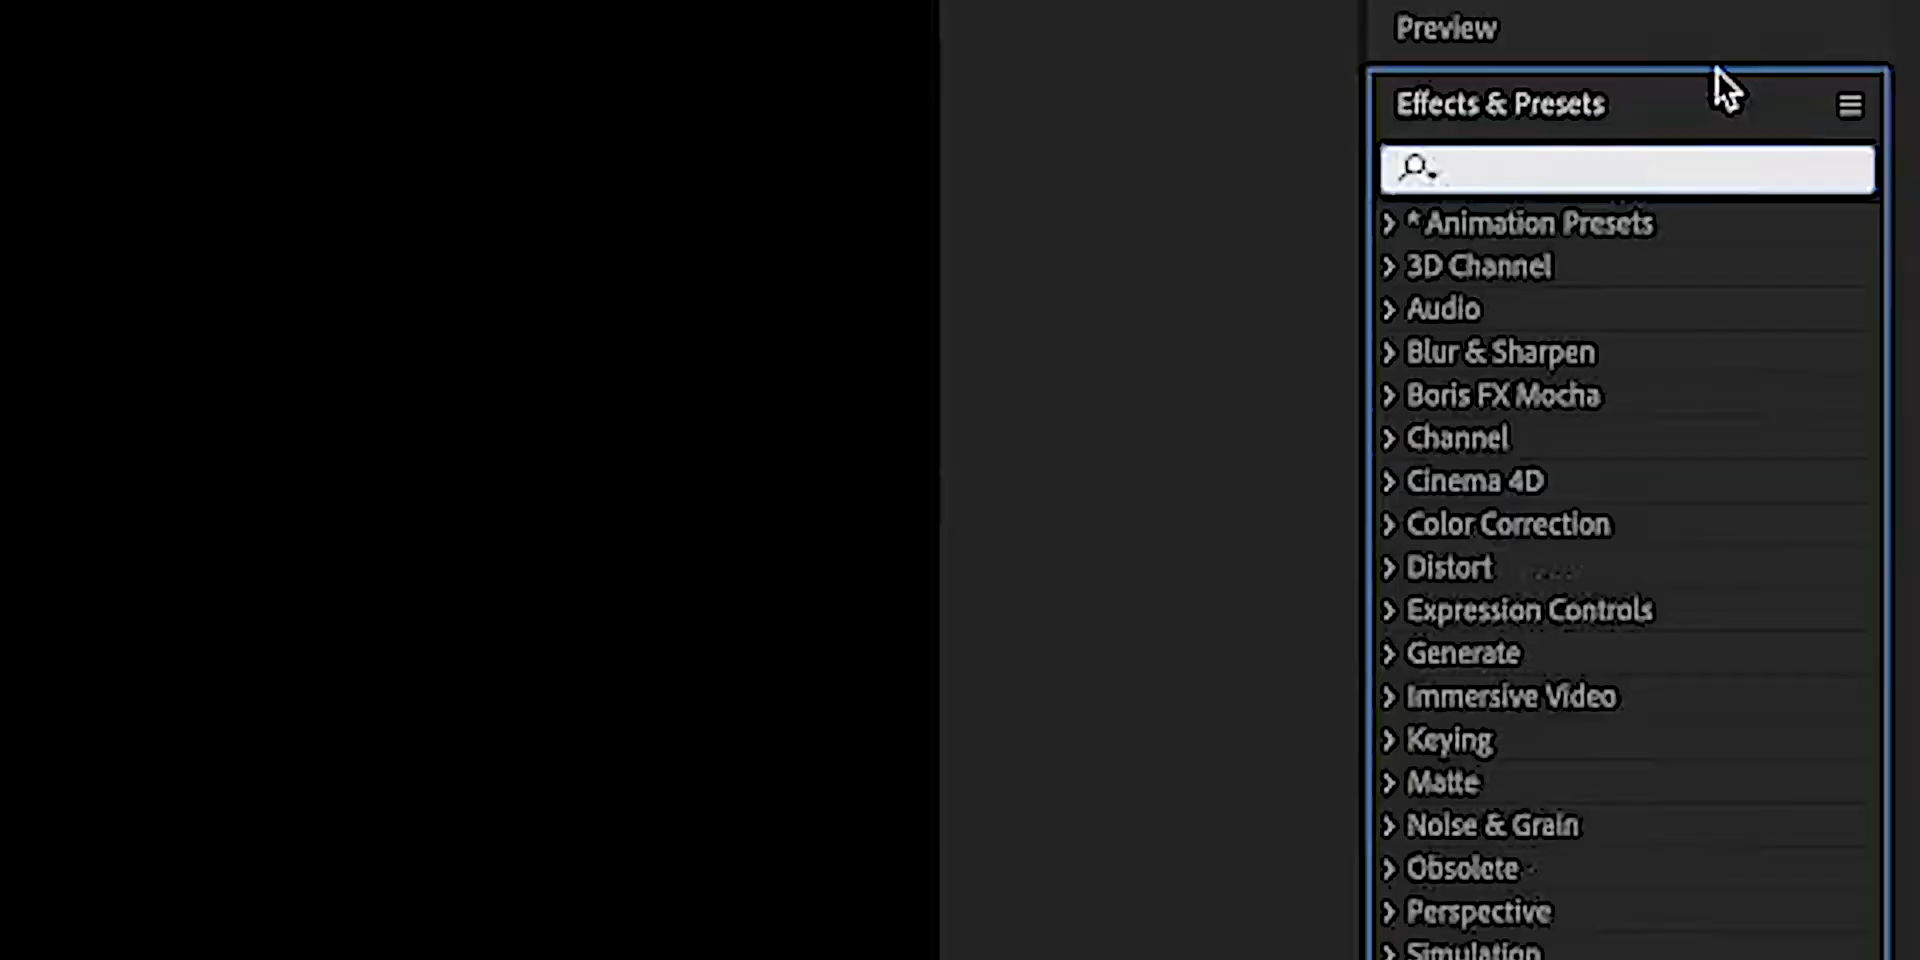 Preview
Effects & Presets
* Animation Presets
3D Channel
Audio
Blur & Sharpen
Boris FX Mocha
Channel
Cinema 4D
Color Correction
Distort
Expression Controls
Generate
Immersive Video
Keying
Matte
Noise & Grain
Obsolete
Perspective
Simulation